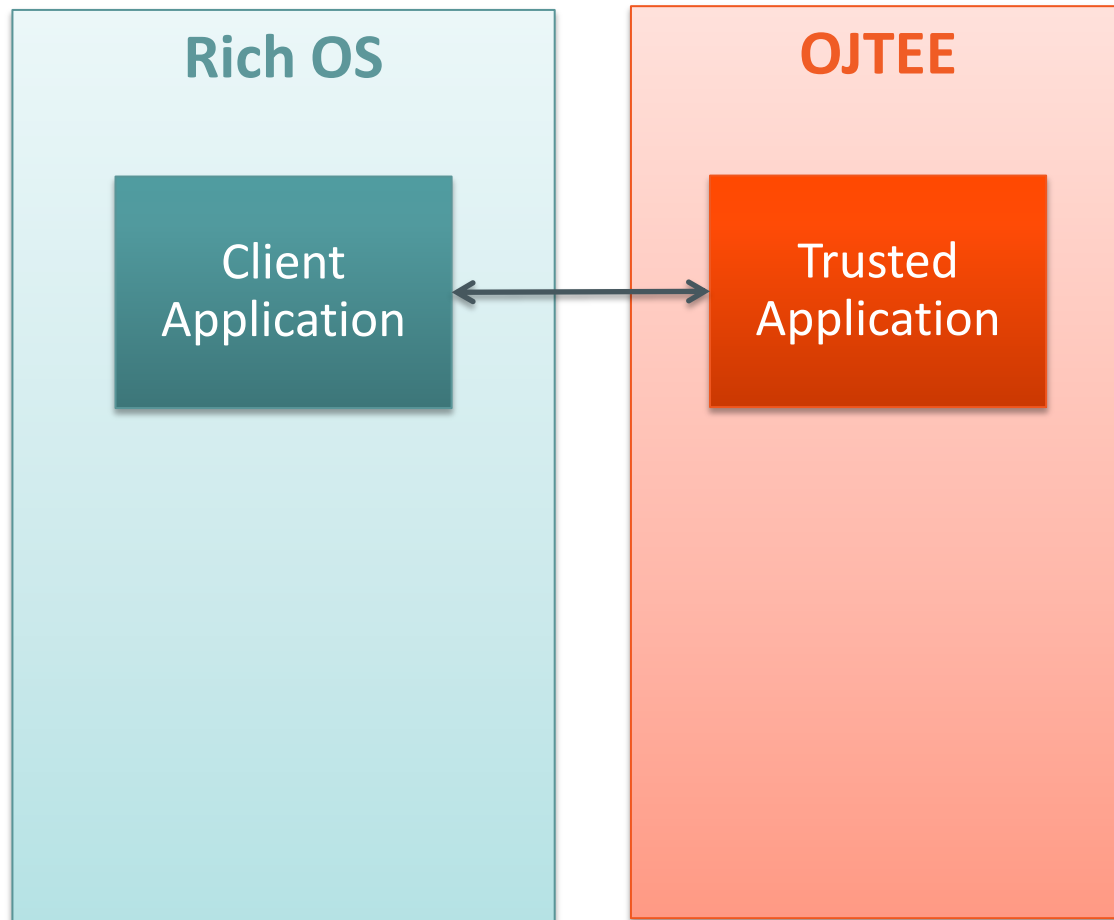 Rich OS
OJTEE
Client
Application
Trusted
Application